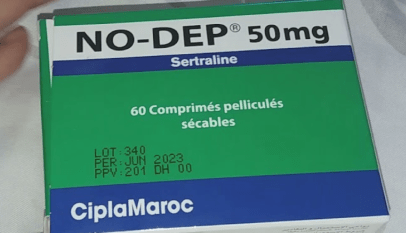 NO-DEP® 50mg
Sertraline
60 Comprimés pelliculés
sécables
LOT:340
PER:JUN 2023
PPV:201 DH 00
CiplaMaroc